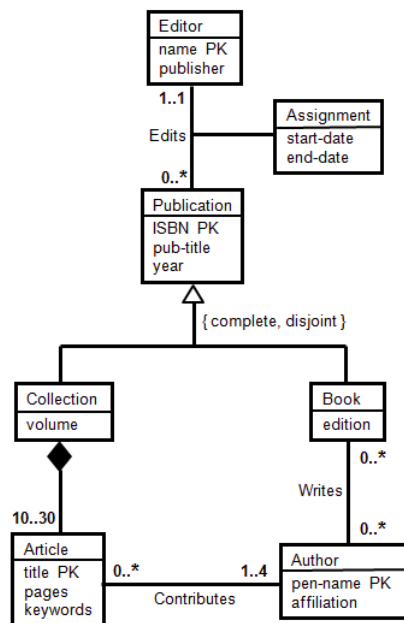 Editor
name PK
publisher
1..1
Edits
Assignment
start-date
end-date
0..*
Publication
ISBN PK
pub-title
year
{ complete, disjoint }
Collection
volume
Book
edition
0..*
Writes
10..30
0..*
Article
title PK
pages
keywords
0..*
1..4
Contributes
Author
pen-name PK
affiliation